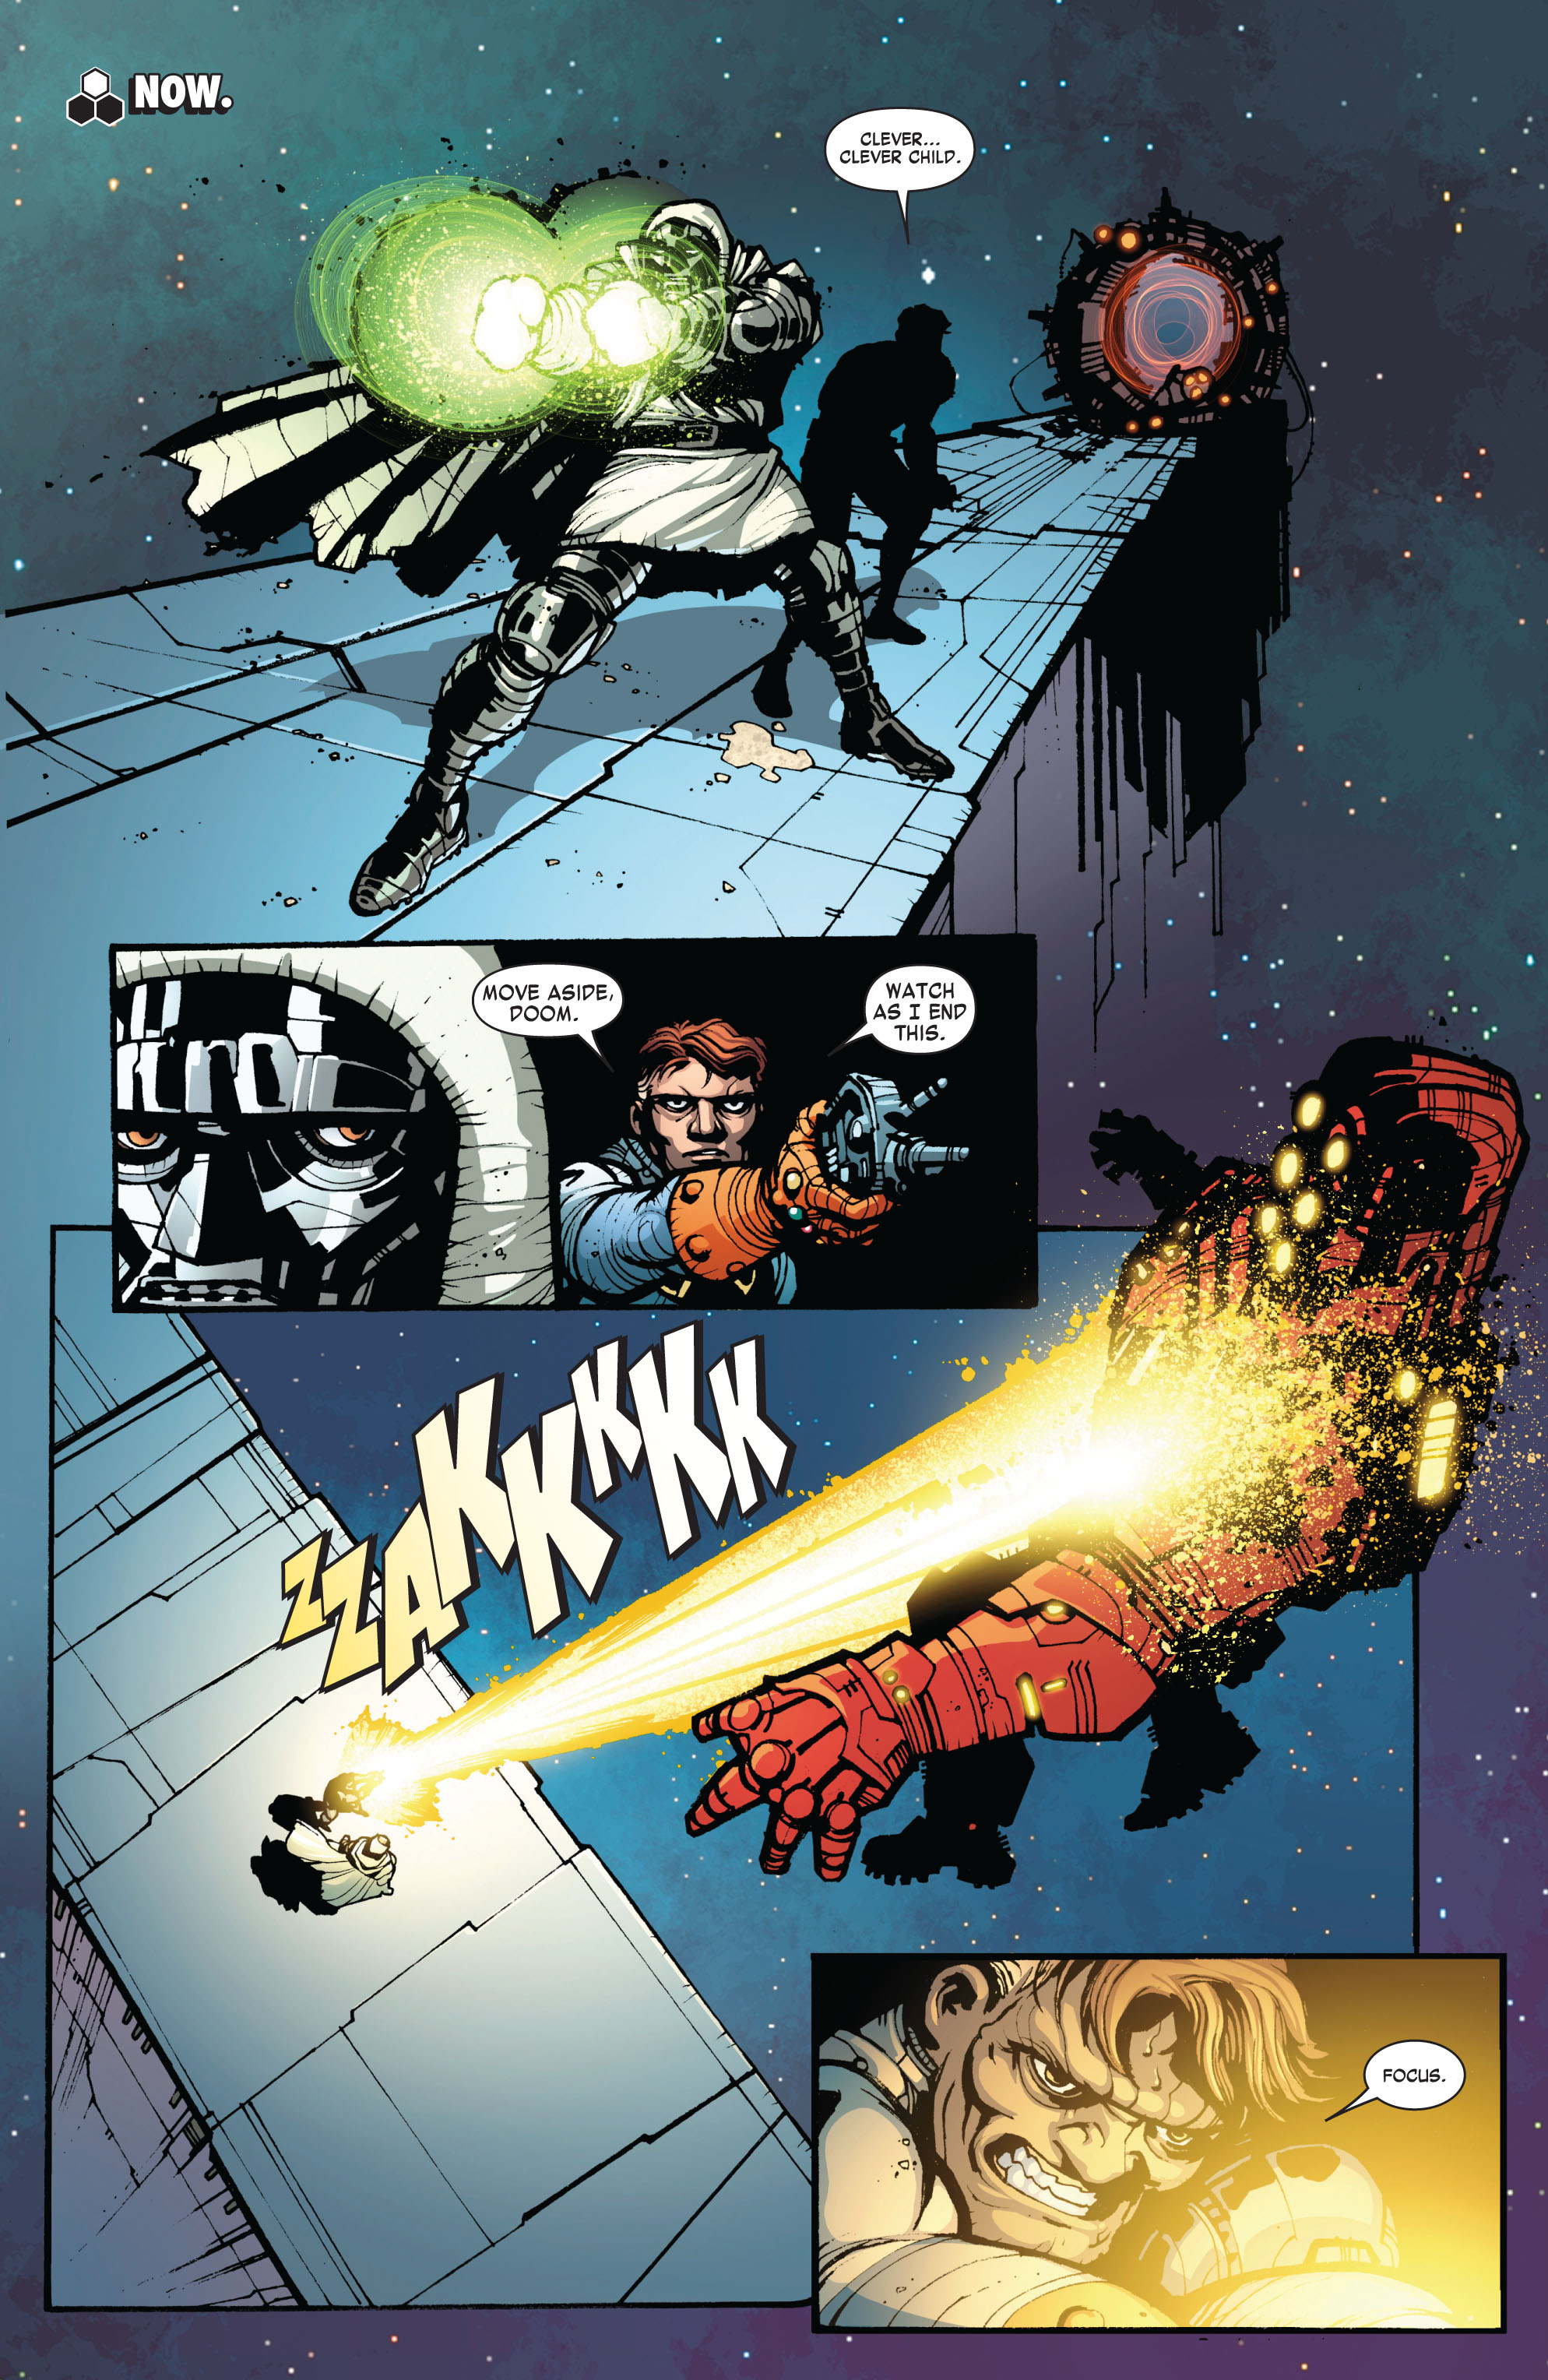 NOW.
CLEVER...
CLEVER CHILD.
MOVE ASIDE,
DOOM.
WATCH
AS I END
THIS.
ZZAKKKKK
FOCUS.